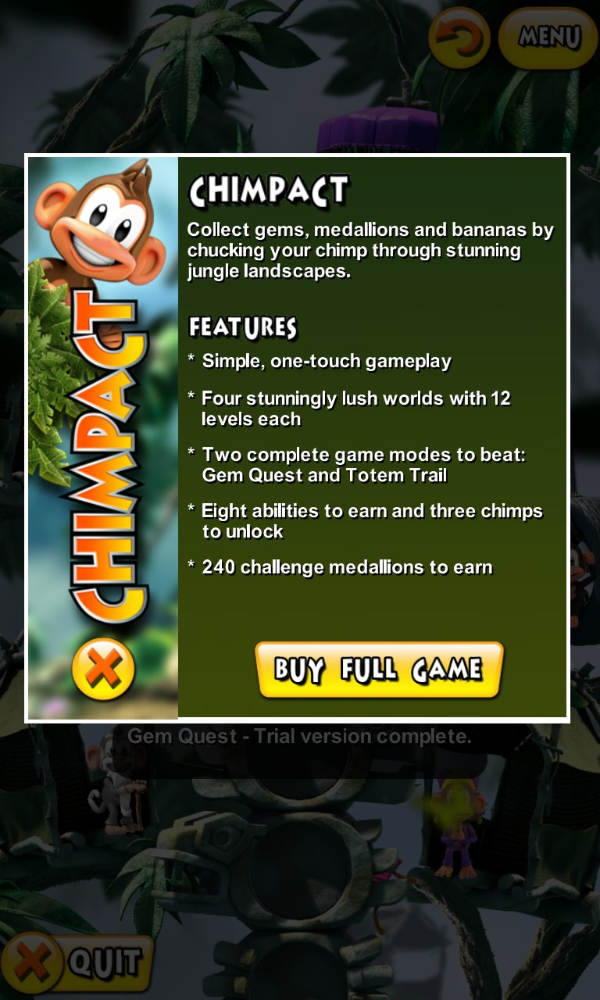 MENU
CHIMPACT
Collect gems, medallions and bananas by
chucking your chimp through stunning
jungle landscapes.
FEATURES
* Simple, one-touch gameplay
* Four stunningly lush worlds with 12
levels each
* Two complete game modes to beat:
Gem Quest and Totem Trail
* Eight abilities to earn and three chimps
to unlock
* 240 challenge medallions to earn
CHIMPACT
BUY FULL GAME
Gem Quest - Trial version complete.
QUIT